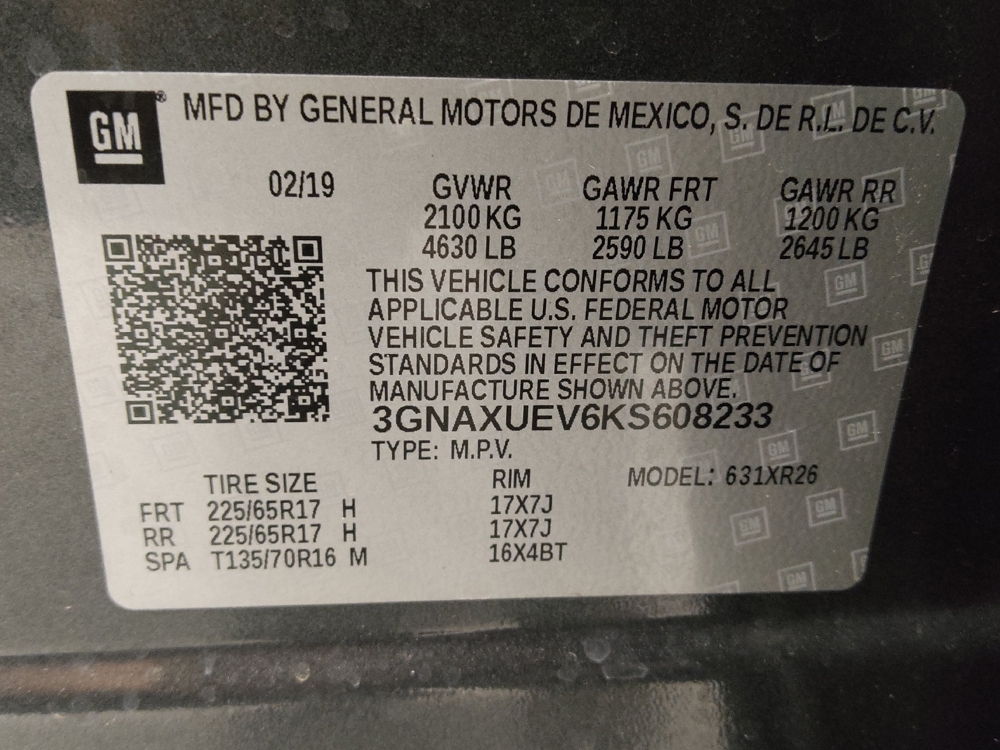 GM® MFD BY GENERAL MOTORS DE MEXICO, S. DE R.L. DE C.V.
02/19 GVWR GAWR FRT GAWR RR
2100 KG 1175 KG 1200 KG
4630 LB 2590 LB 2645 LB
THIS VEHICLE CONFORMS TO ALL
APPLICABLE U.S. FEDERAL MOTOR
VEHICLE SAFETY AND THEFT PREVENTION
STANDARDS IN EFFECT ON THE DATE OF
MANUFACTURE SHOWN ABOVE.
3GNAXUEV6KS608233
TYPE: M.P.V.
TIRE SIZE RIM MODEL: 631XR26
FRT 225/65R17 H 17X7J
RR 225/65R17 H 17X7J
SPA T135/70R16 M 16X4BT